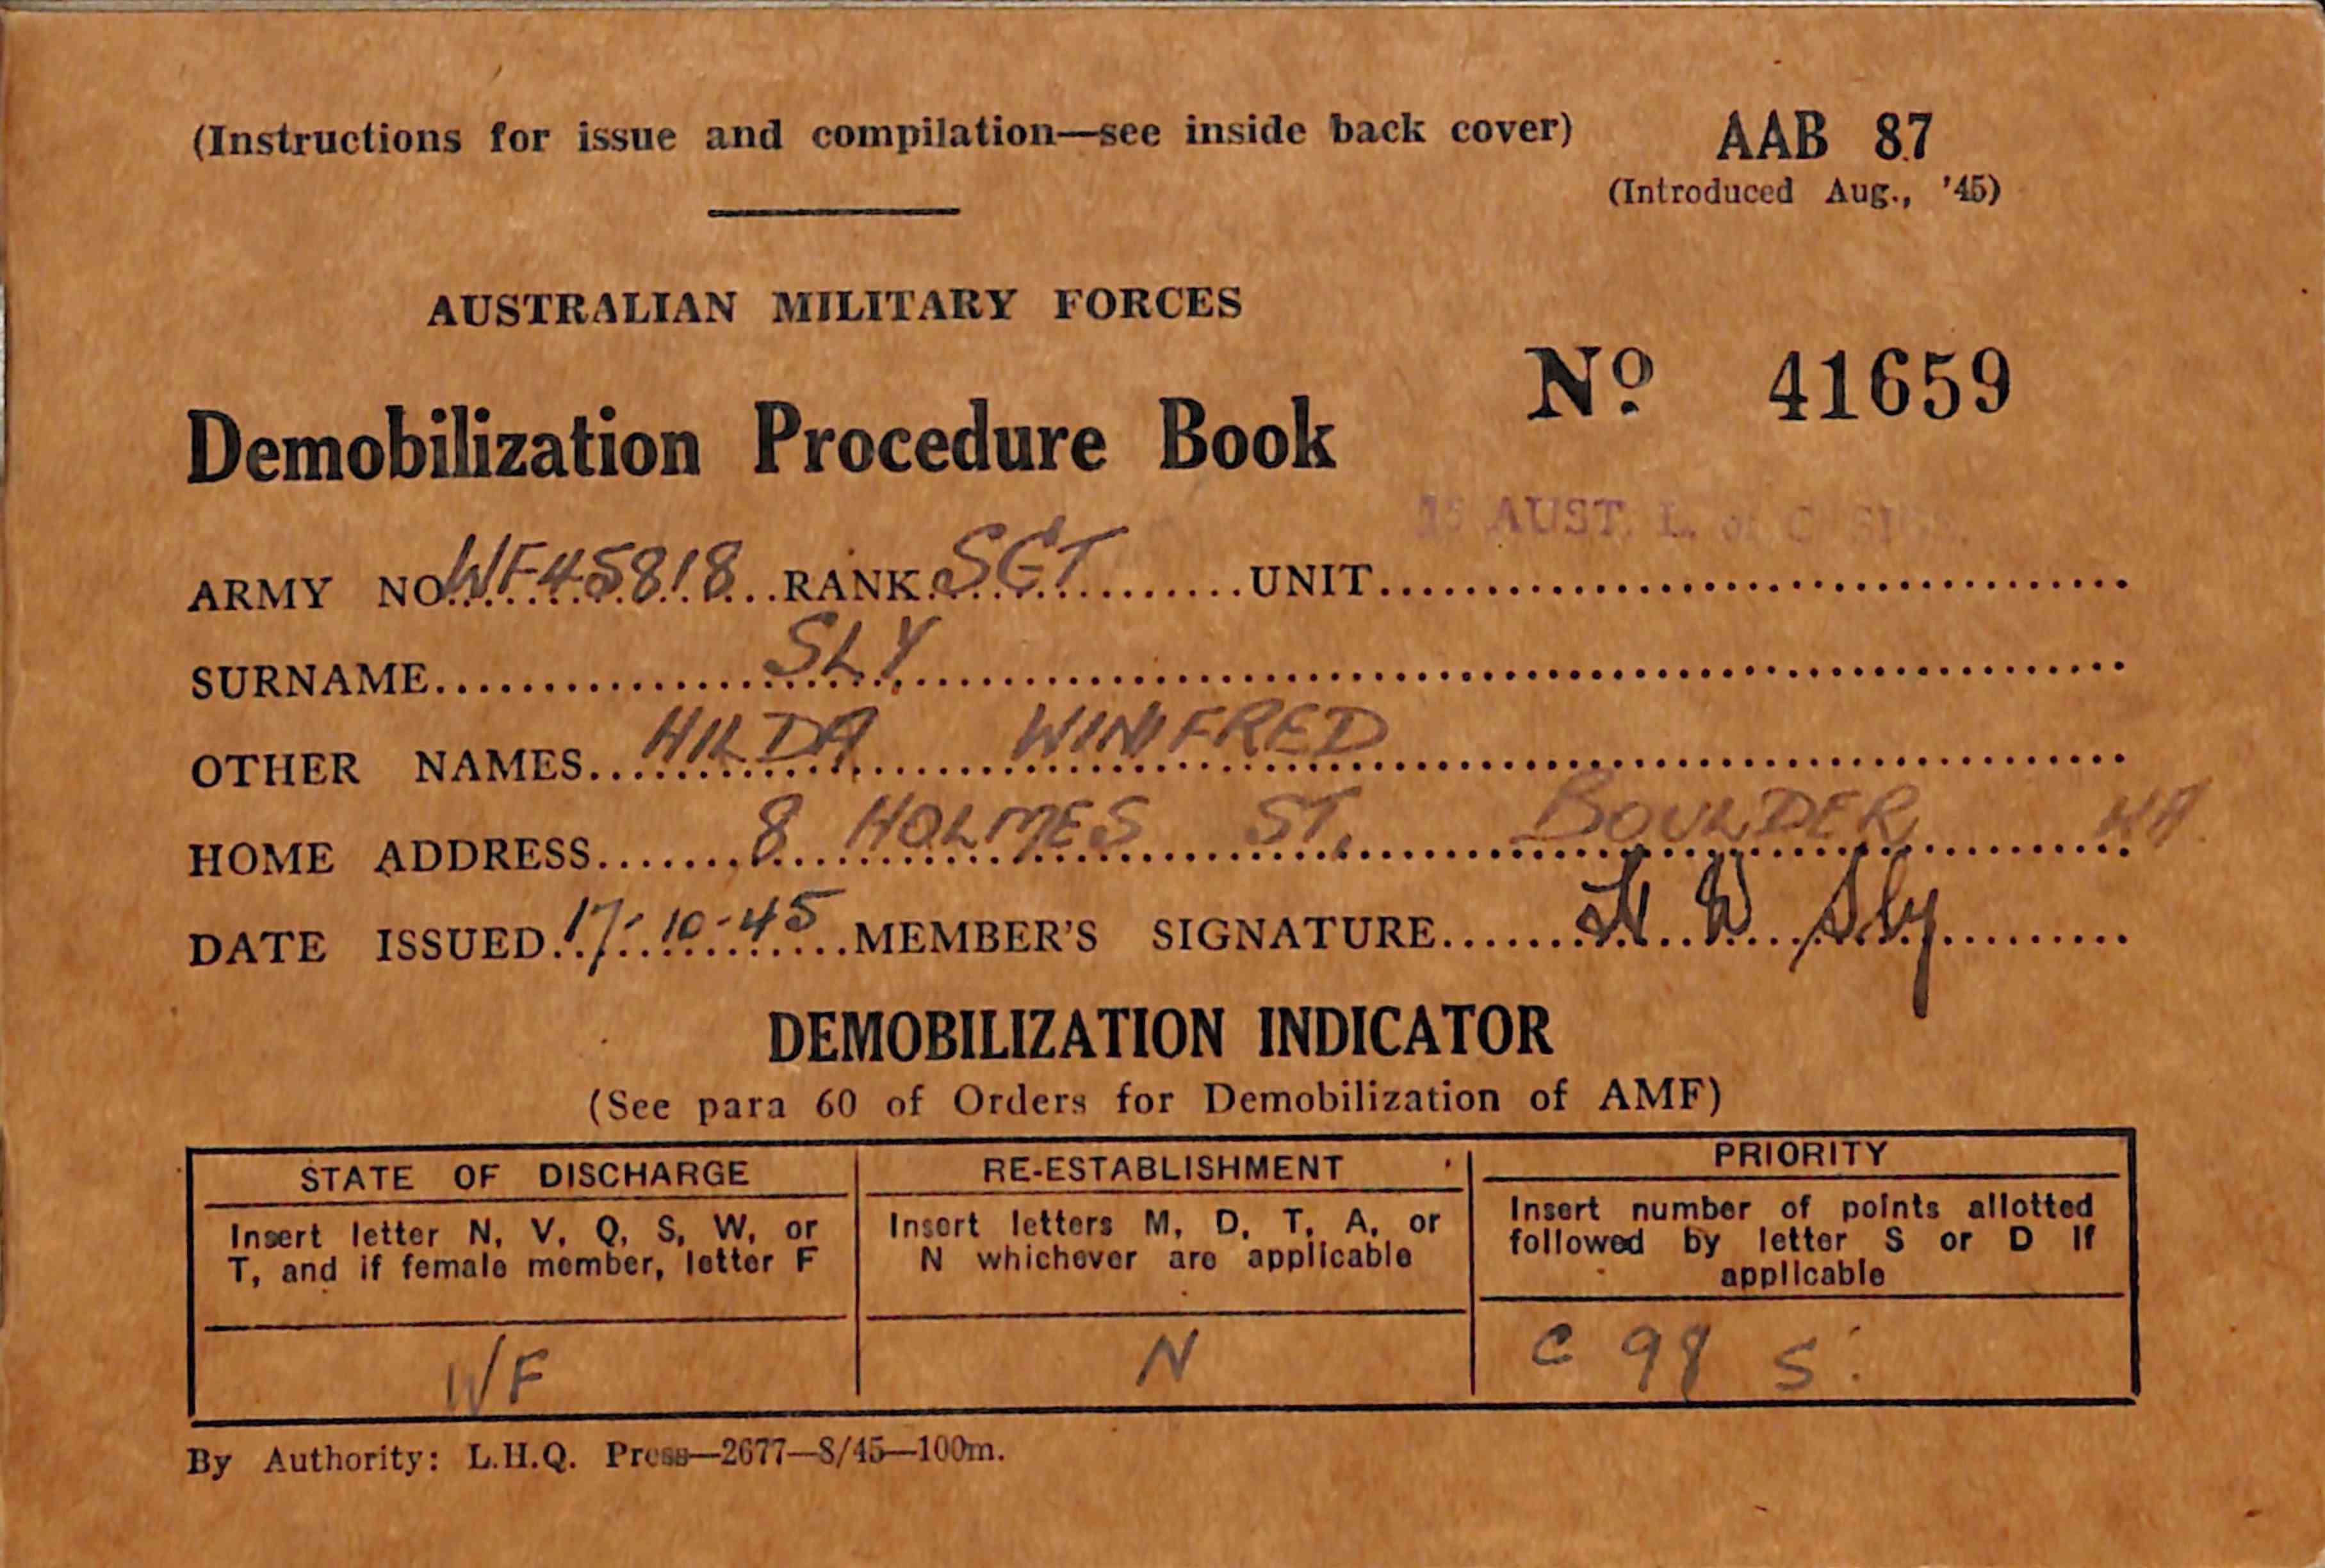 (Instructions for issue and compilation—see inside back cover)
AAB 87
(Introduced Aug., '45)
AUSTRALIAN MILITARY FORCES
No. 41659
Demobilization Procedure Book
AUST. L. of C SIGS.
ARMY NO. WF45818 RANK SGT UNIT
SURNAME SLY
OTHER NAMES HILDA WINIFRED
HOME ADDRESS 8 HOLMES ST, BOULDER WA.
DATE ISSUED 17-10-45 MEMBER'S SIGNATURE H W Sly
DEMOBILIZATION INDICATOR
(See para 60 of Orders for Demobilization of AMF)
STATE OF DISCHARGE
Insert letter N, V, Q, S, W, or
T, and if female member, letter F
WF
RE-ESTABLISHMENT
Insert letters M, D, T, A, or
N whichever are applicable
N
PRIORITY
Insert number of points allotted
followed by letter S or D if
applicable
C 98 S.
By Authority: L.H.Q. Press—2677—8/45—100m.